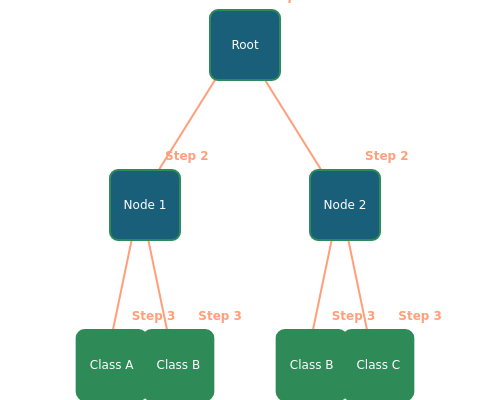 Root
Step 2 Step 2
Node 1 Node 2
Step 3 Step 3 Step 3 Step 3
Class A Class B Class B Class C